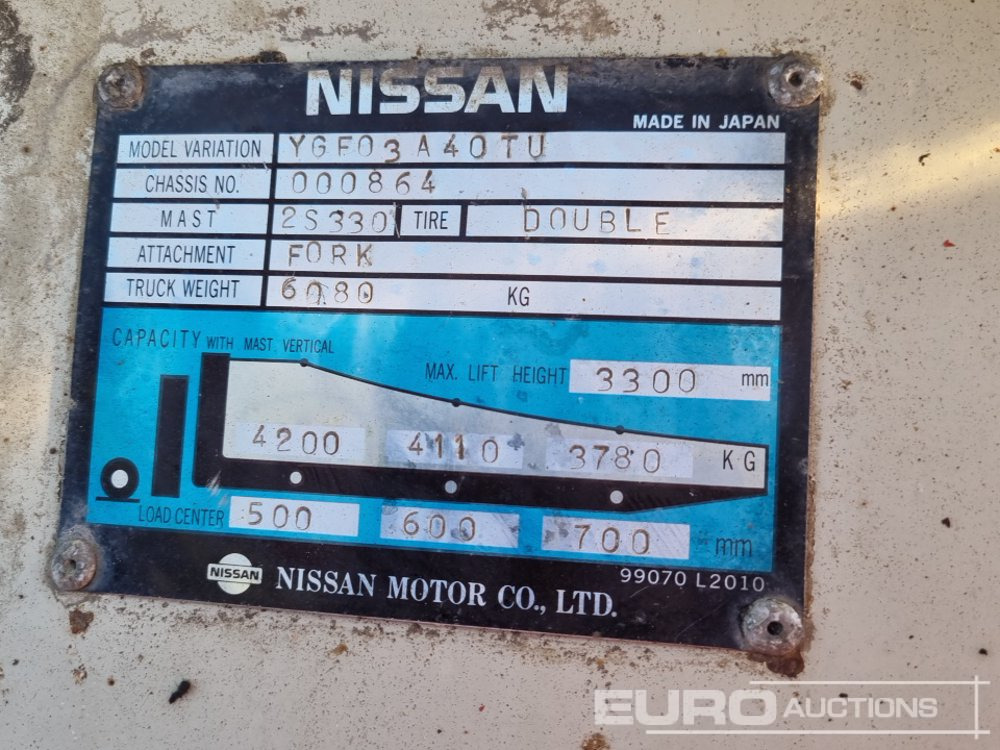 NISSAN
MADE IN JAPAN
MODEL VARIATION YGF03A40TU
CHASSIS NO. 000864
MAST 2S330 TIRE DOUBLE
ATTACHMENT FORK
TRUCK WEIGHT 6080 KG
CAPACITY WITH MAST VERTICAL
MAX. LIFT HEIGHT 3300 mm
4200 4110 3780 KG
LOAD CENTER 500 600 700 mm
99070 L2010
NISSAN NISSAN MOTOR CO., LTD.
EURO AUCTIONS